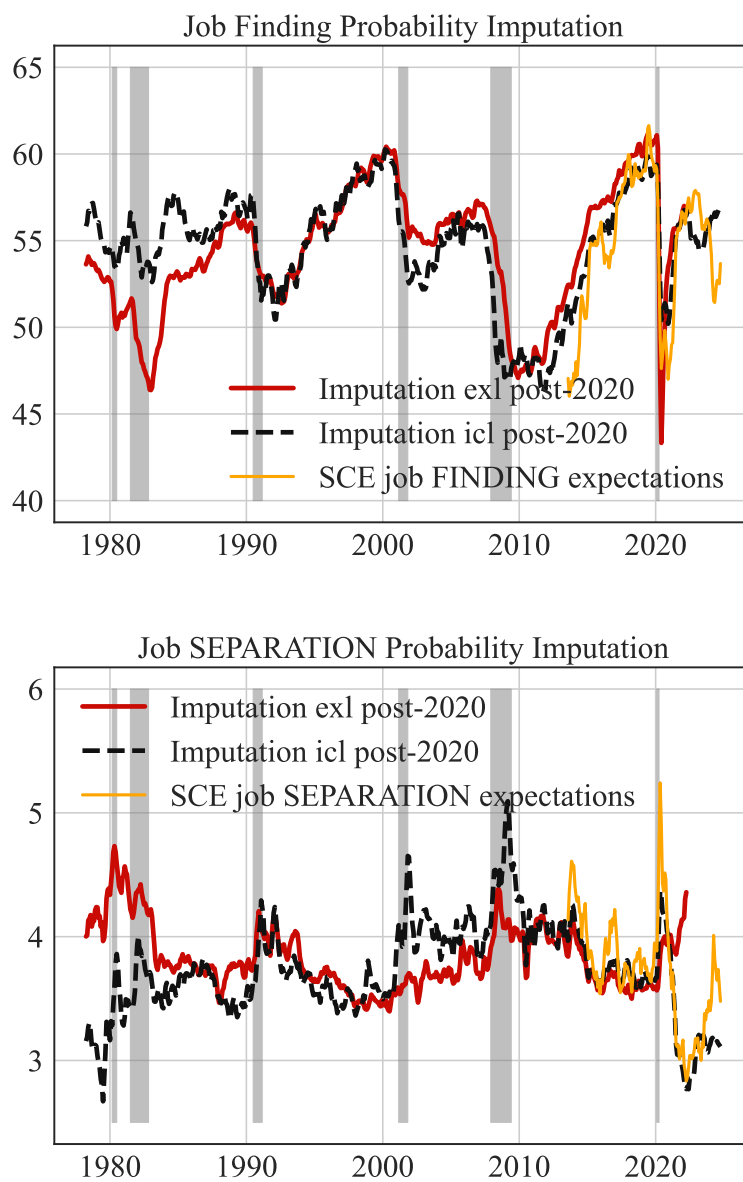 Job Finding Probability Imputation
65
60
55
50
45
40
Imputation exl post-2020
Imputation icl post-2020
SCE job FINDING expectations
1980 1990 2000 2010 2020
Job SEPARATION Probability Imputation
6
5
4
3
Imputation exl post-2020
Imputation icl post-2020
SCE job SEPARATION expectations
1980 1990 2000 2010 2020